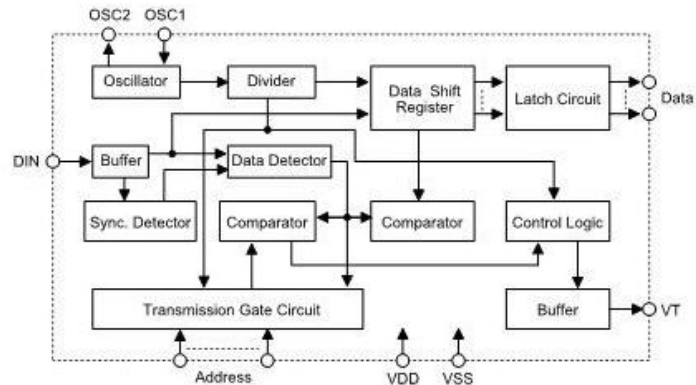 OSC2 OSC1
Oscillator
Divider
Data Shift
Register
Latch Circuit
Data
DIN
Buffer
Data Detector
Sync. Detector
Comparator
Comparator
Control Logic
Transmission Gate Circuit
Buffer
VT
Address
VDD
VSS